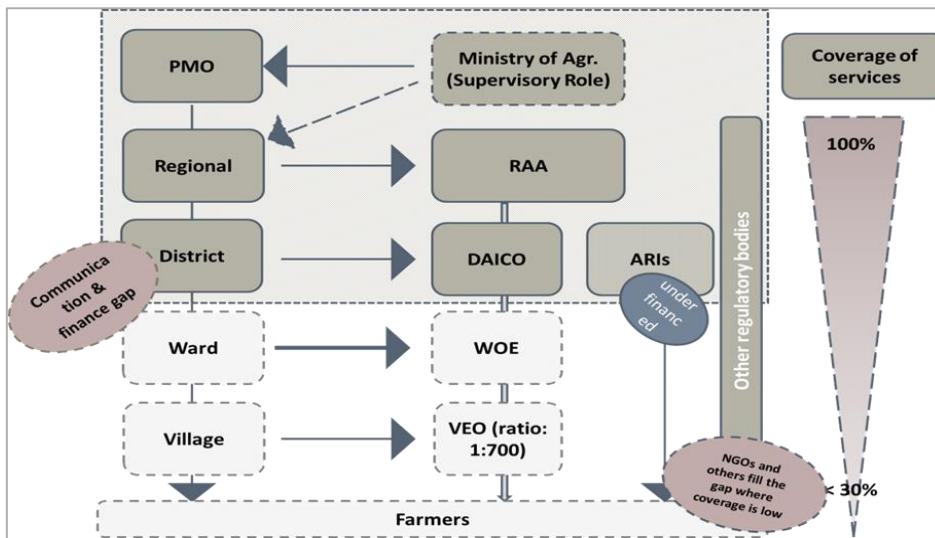 PMO
Ministry of Agr.
(Supervisory Role)
Coverage of
services
100%
Regional
RAA
District
DAICO
ARIs
Other regulatory bodies
Communica
tion &
finance gap
under
financ
ed
Ward
WOE
Village
VEO (ratio:
1:700)
NGOs and
others fill the
gap where
coverage is low
< 30%
Farmers